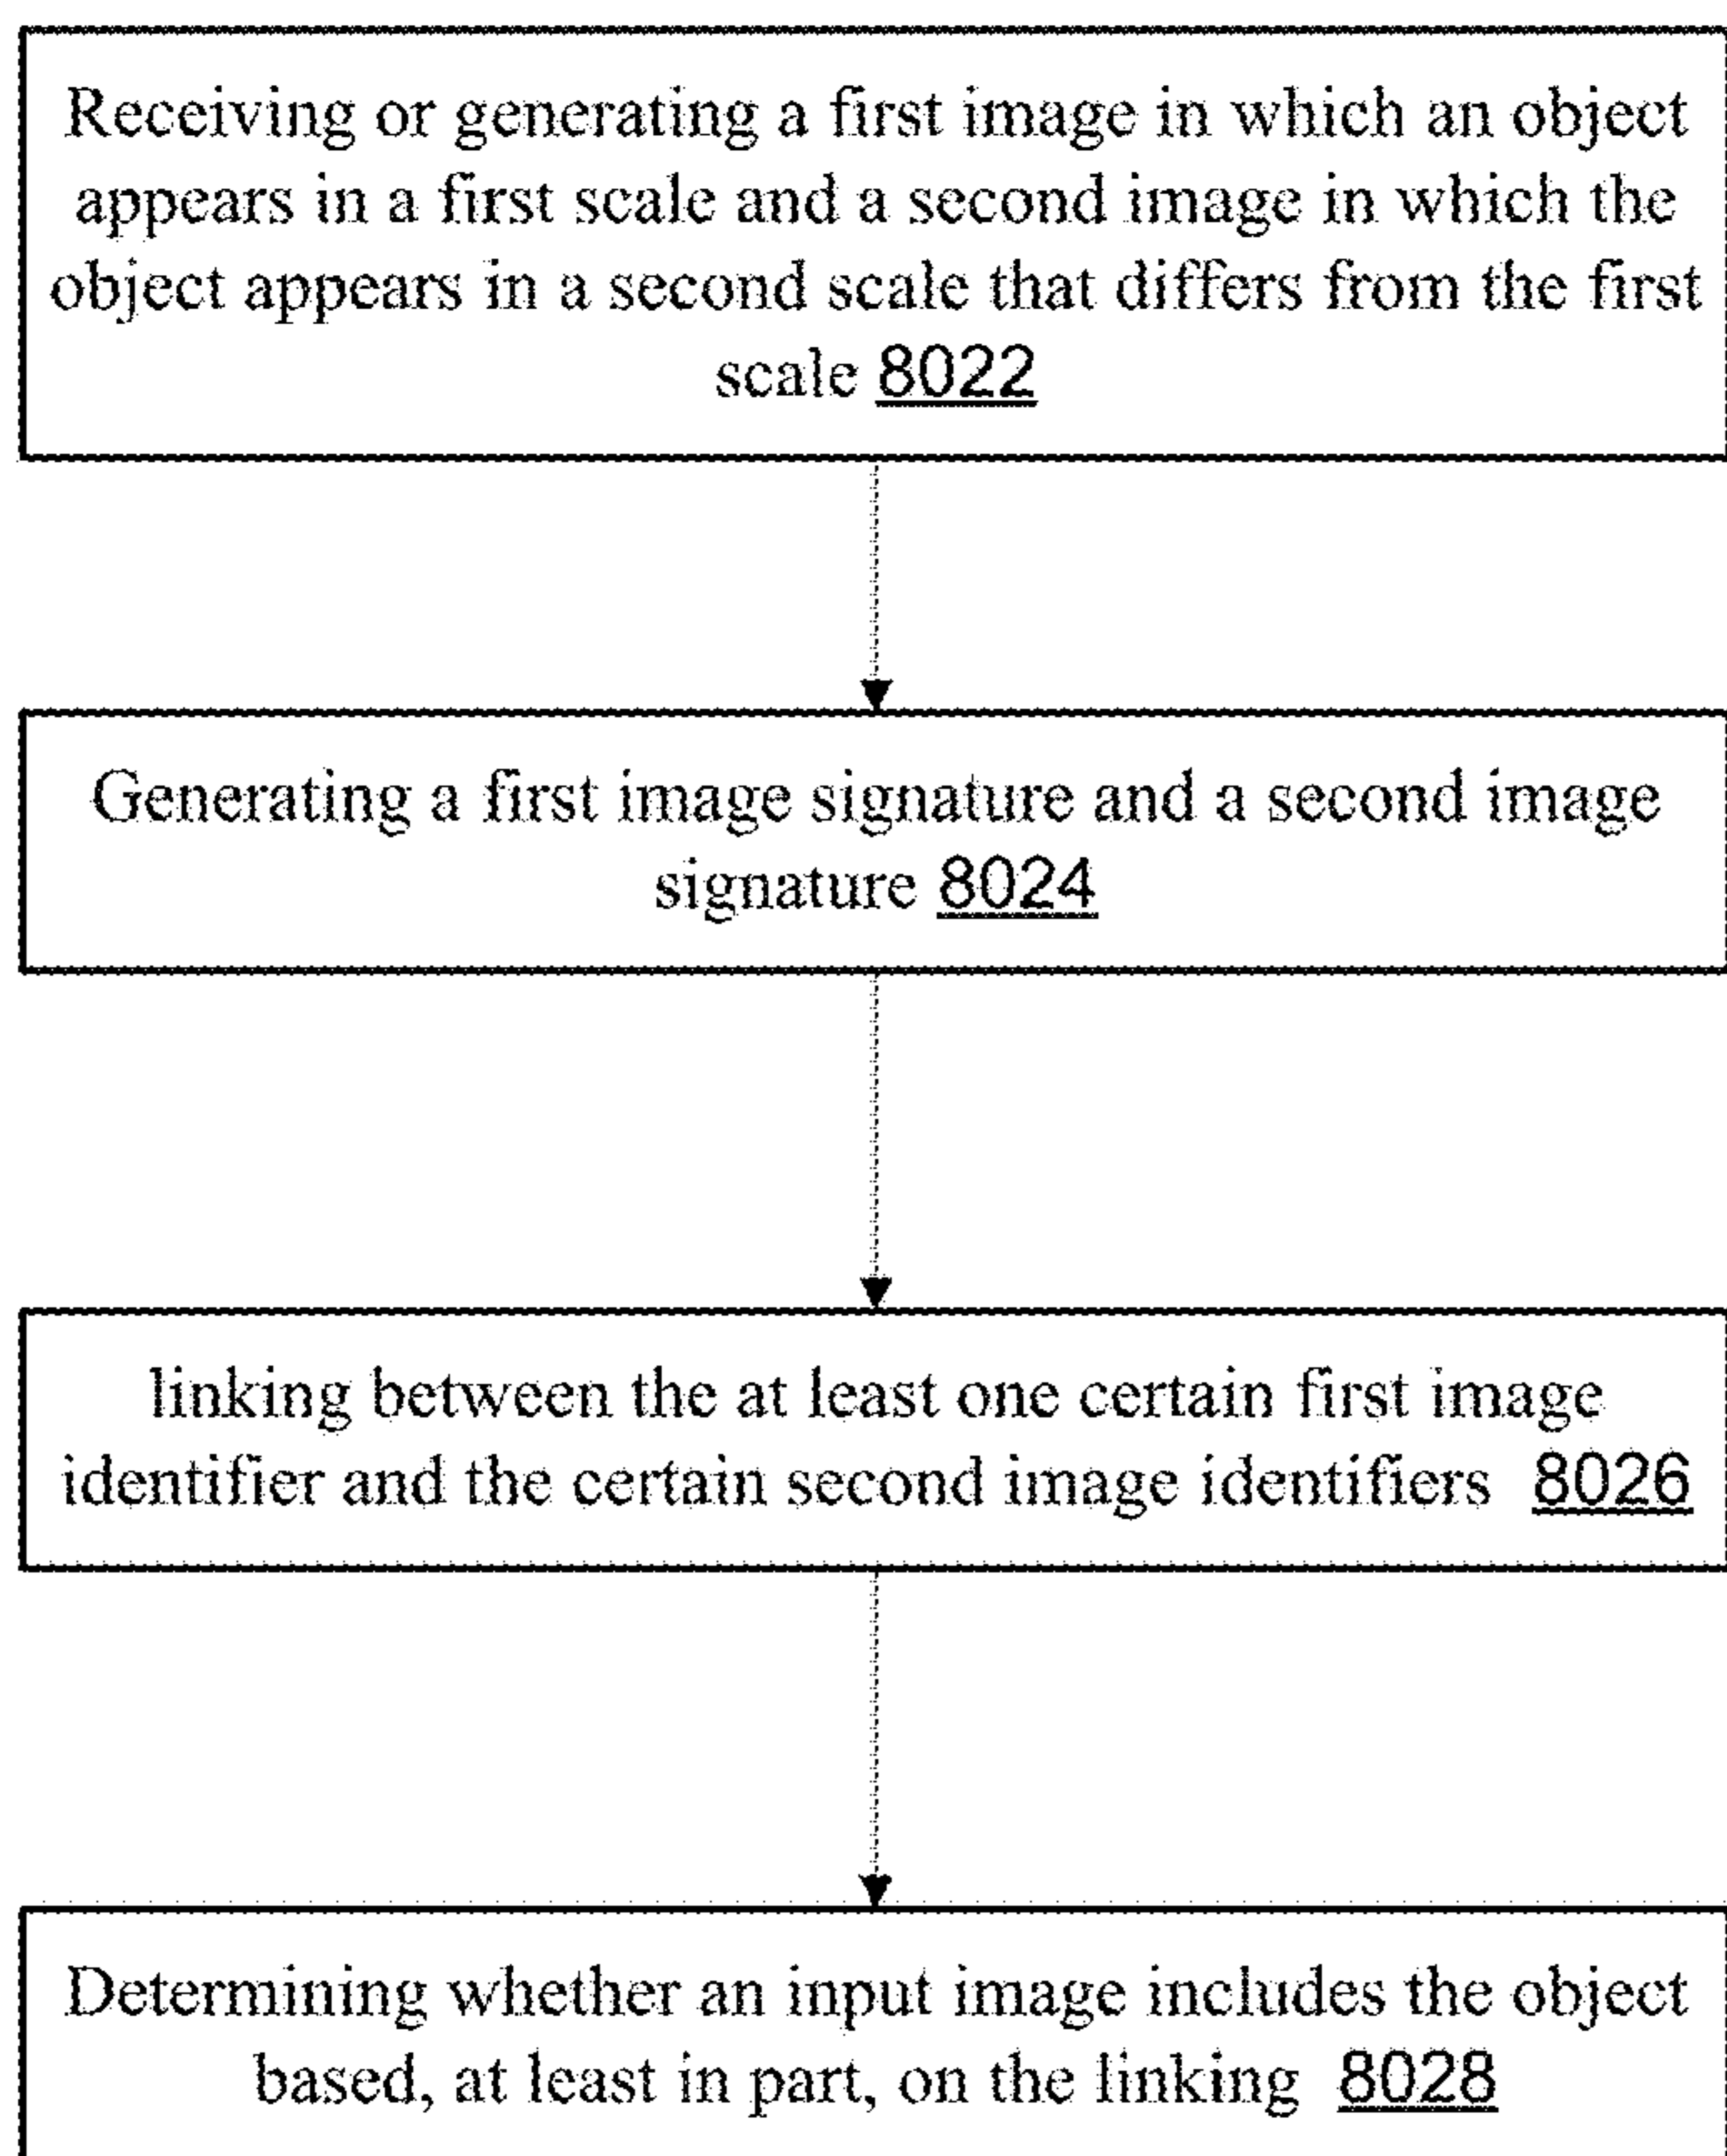 Receiving or generating a first image in which an object
appears in a first scale and a second image in which the
object appears in a second scale that differs from the first
scale 8022
Generating a first image signature and a second image
signature 8024
linking between the at least one certain first image
identifier and the certain second image identifiers 8026
Determining whether an input image includes the object
based, at least in part, on the linking 8028